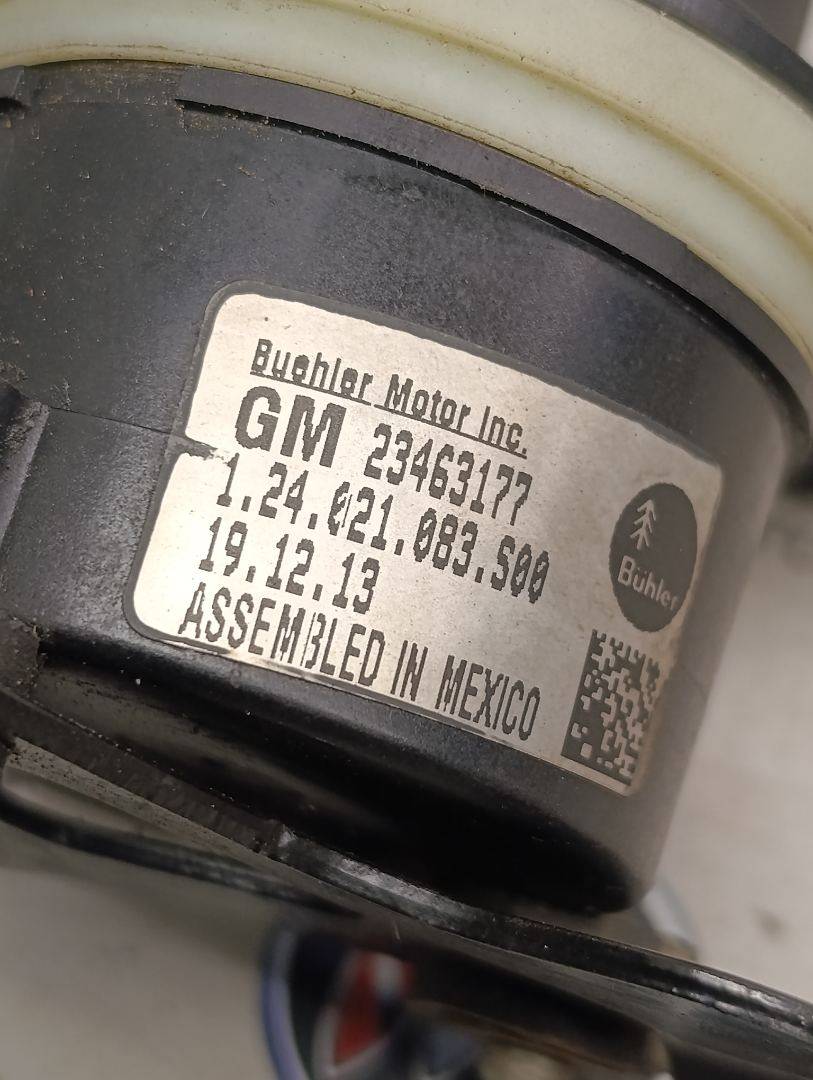 Buehler Motor Inc.
GM 23463177
1.24.021.083.S00
19.12.13
ASSEMBLED IN MEXICO
Bühler